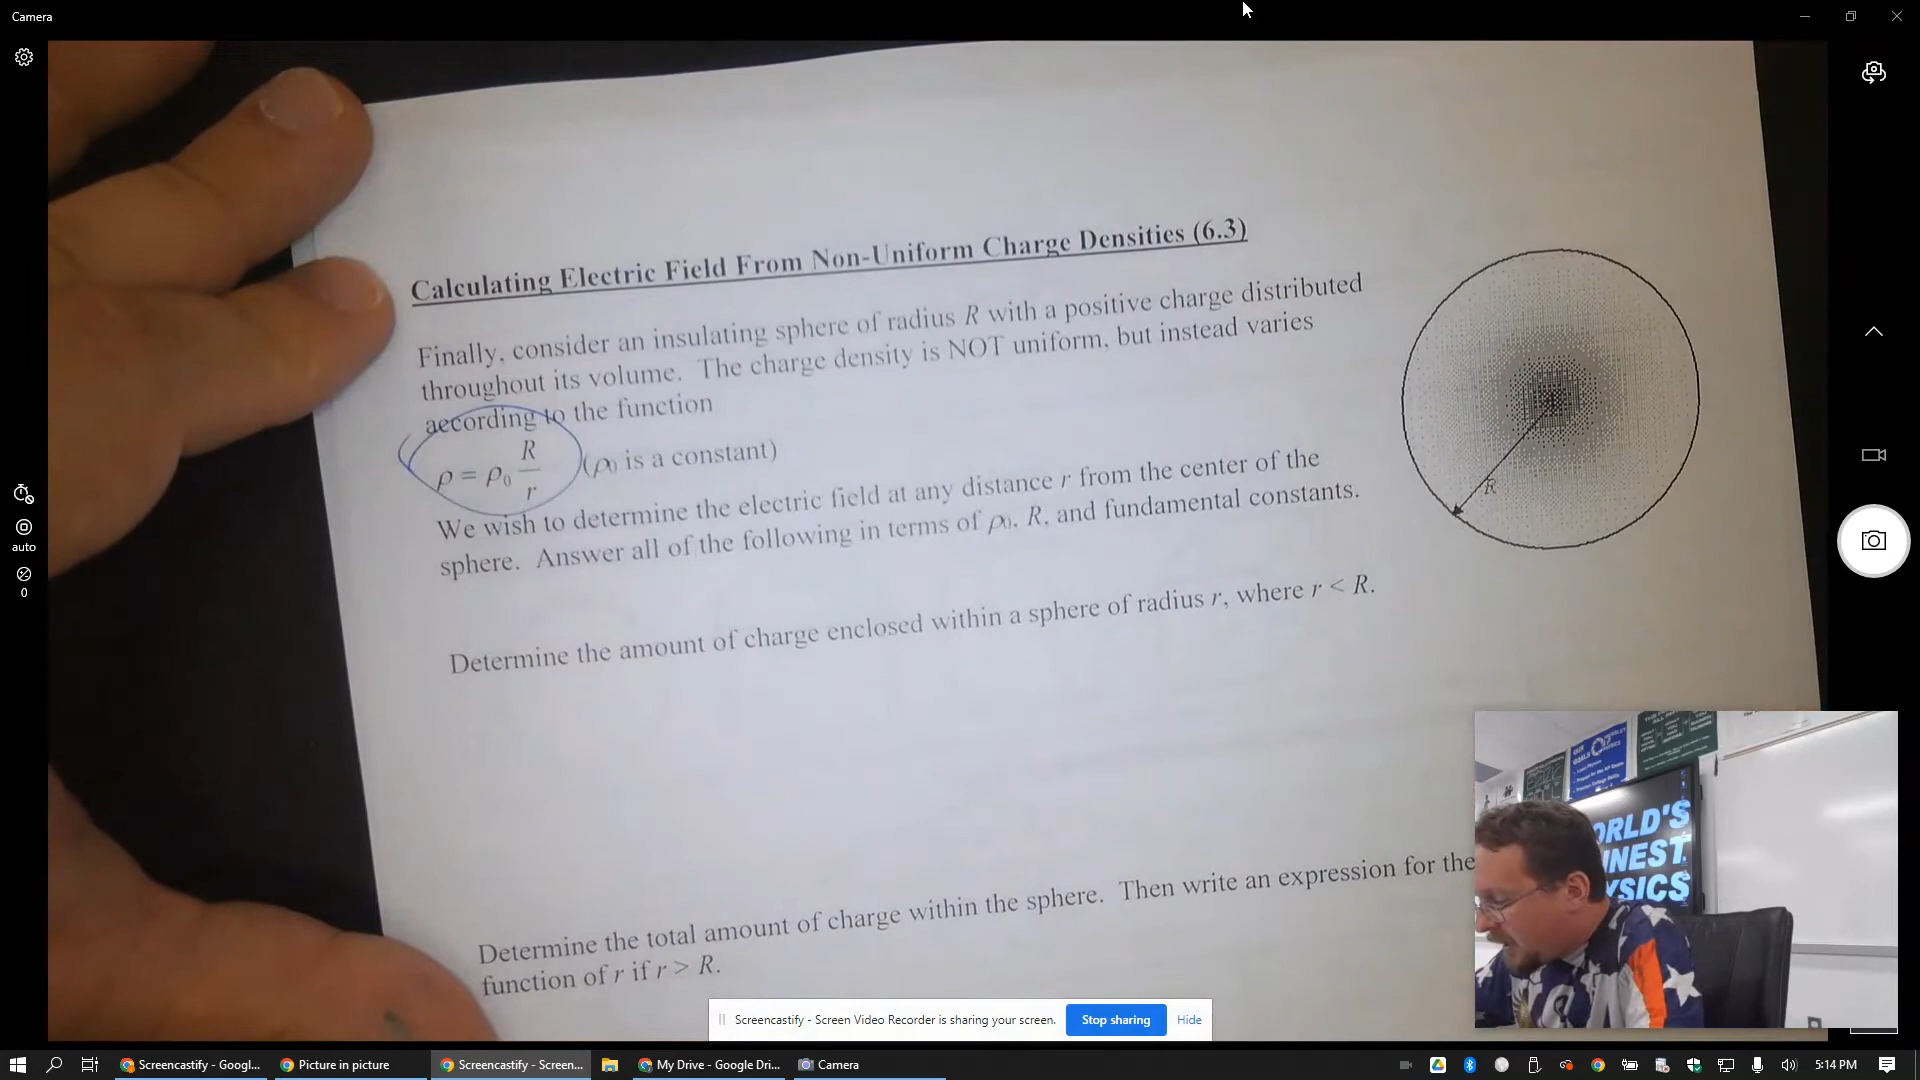 Camera
Calculating Electric Field From Non-Uniform Charge Densities (6.3)
Finally, consider an insulating sphere of radius R with a positive charge distributed
throughout its volume. The charge density is NOT uniform, but instead varies
according to the function
ρ = ρ₀ R/r (ρ₀ is a constant)
We wish to determine the electric field at any distance r from the center of the
sphere. Answer all of the following in terms of ρ₀, R, and fundamental constants.
R
auto
0
Determine the amount of charge enclosed within a sphere of radius r, where r < R.
ORLD'S
INEST
YSICS
Determine the total amount of charge within the sphere. Then write an expression for the
function of r if r > R.
Screencastify - Screen Video Recorder is sharing your screen.
Stop sharing
Hide
Screencastify - Googl...
Picture in picture
Screencastify - Screen...
My Drive - Google Dri...
Camera
5:14 PM